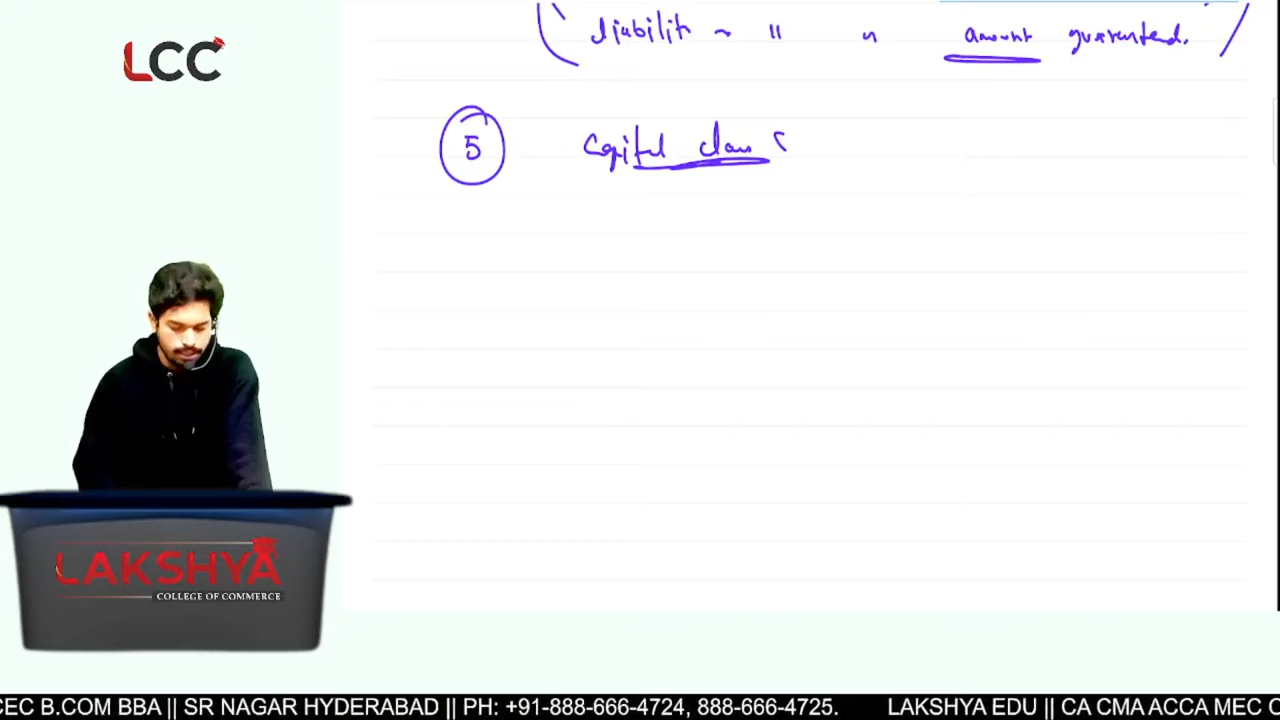 LCC
liability ~ " " amount guaranteed.
5 Capital clause
LAKSHYA
COLLEGE OF COMMERCE
CEC B.COM BBA || SR NAGAR HYDERABAD || PH: +91-888-666-4724, 888-666-4725. LAKSHYA EDU || CA CMA ACCA MEC C